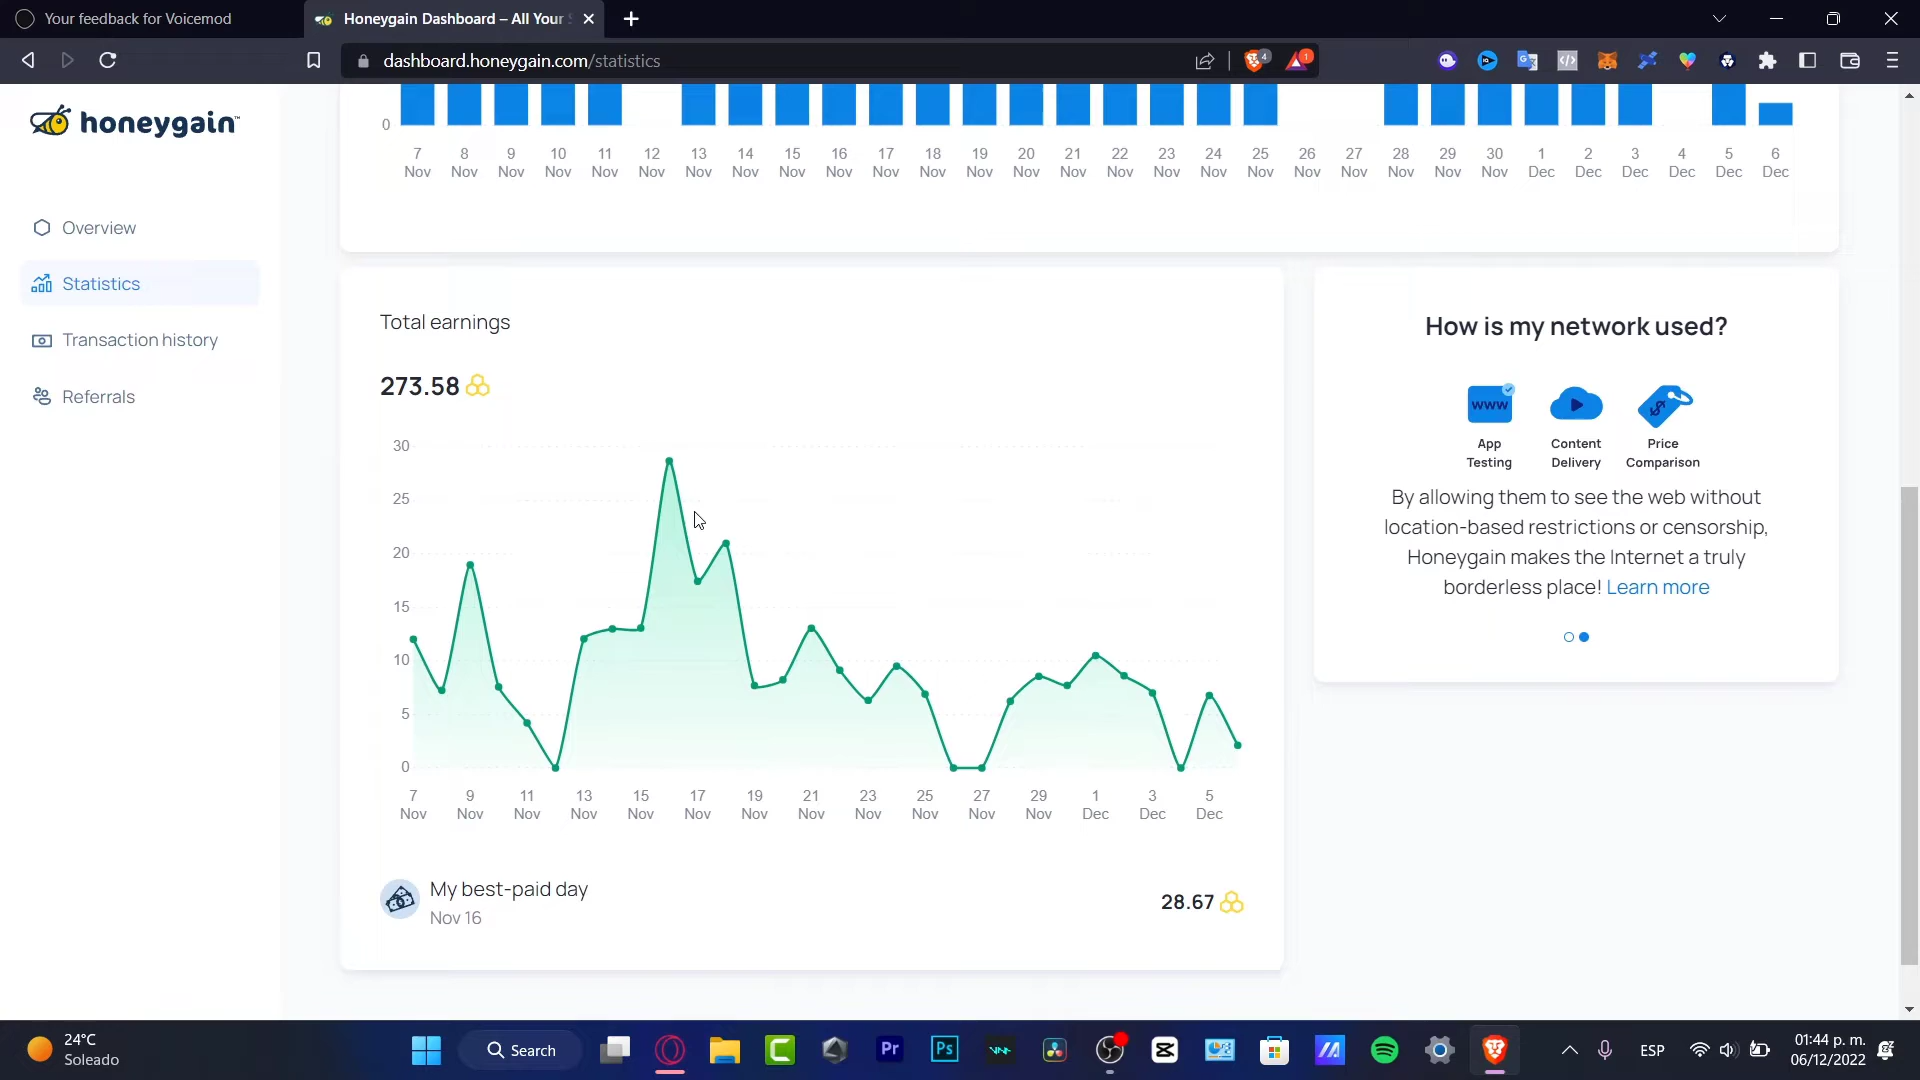 Your feedback for Voicemod
Honeygain Dashboard – All Your
dashboard.honeygain.com/statistics
4
1
honeygain
Overview
Statistics
Transaction history
Referrals
0
7 Nov
8 Nov
9 Nov
10 Nov
11 Nov
12 Nov
13 Nov
14 Nov
15 Nov
16 Nov
17 Nov
18 Nov
19 Nov
20 Nov
21 Nov
22 Nov
23 Nov
24 Nov
25 Nov
26 Nov
27 Nov
28 Nov
29 Nov
30 Nov
1 Dec
2 Dec
3 Dec
4 Dec
5 Dec
6 Dec
Total earnings
273.58
30
25
20
15
10
5
0
7 Nov
9 Nov
11 Nov
13 Nov
15 Nov
17 Nov
19 Nov
21 Nov
23 Nov
25 Nov
27 Nov
29 Nov
1 Dec
3 Dec
5 Dec
My best-paid day
Nov 16
28.67
How is my network used?
www
App
Testing
Content
Delivery
Price
Comparison
By allowing them to see the web without
location-based restrictions or censorship,
Honeygain makes the Internet a truly
borderless place! Learn more
24°C
Soleado
Search
Pr
Ps
ESP
01:44 p. m.
06/12/2022